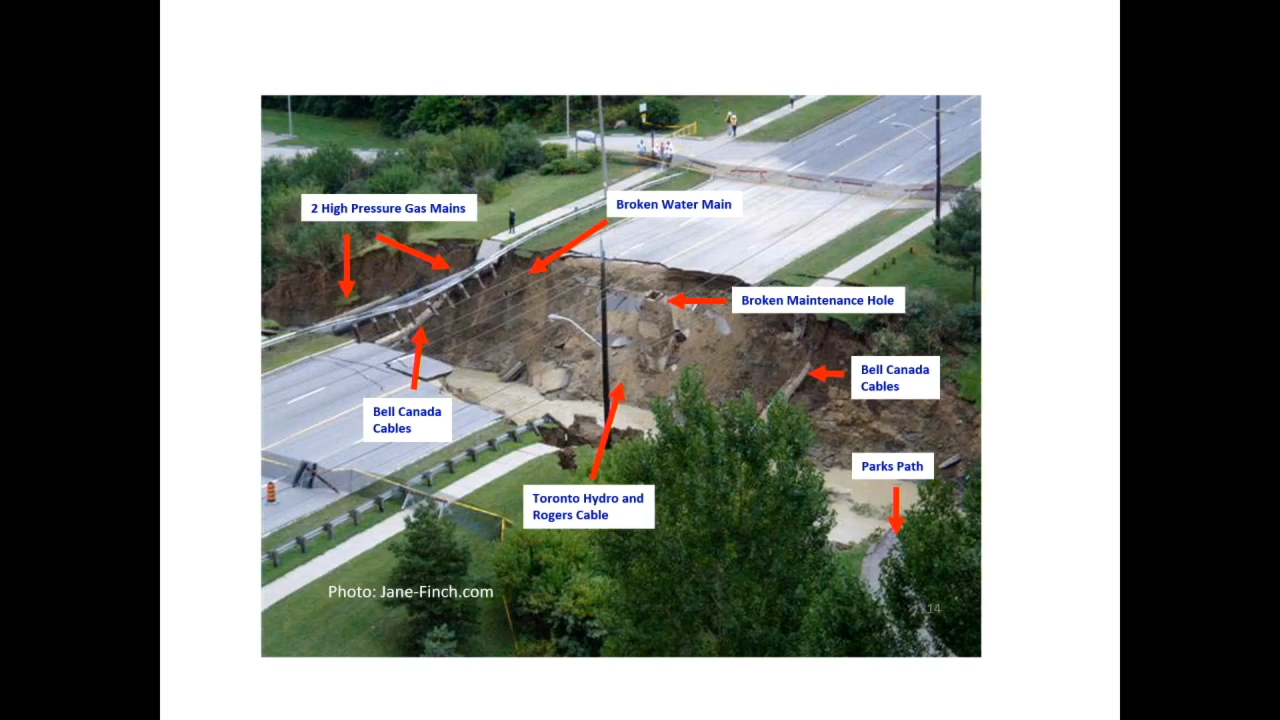 2 High Pressure Gas Mains
Broken Water Main
Broken Maintenance Hole
Bell Canada
Cables
Bell Canada
Cables
Parks Path
Toronto Hydro and
Rogers Cable
Photo: Jane-Finch.com
14